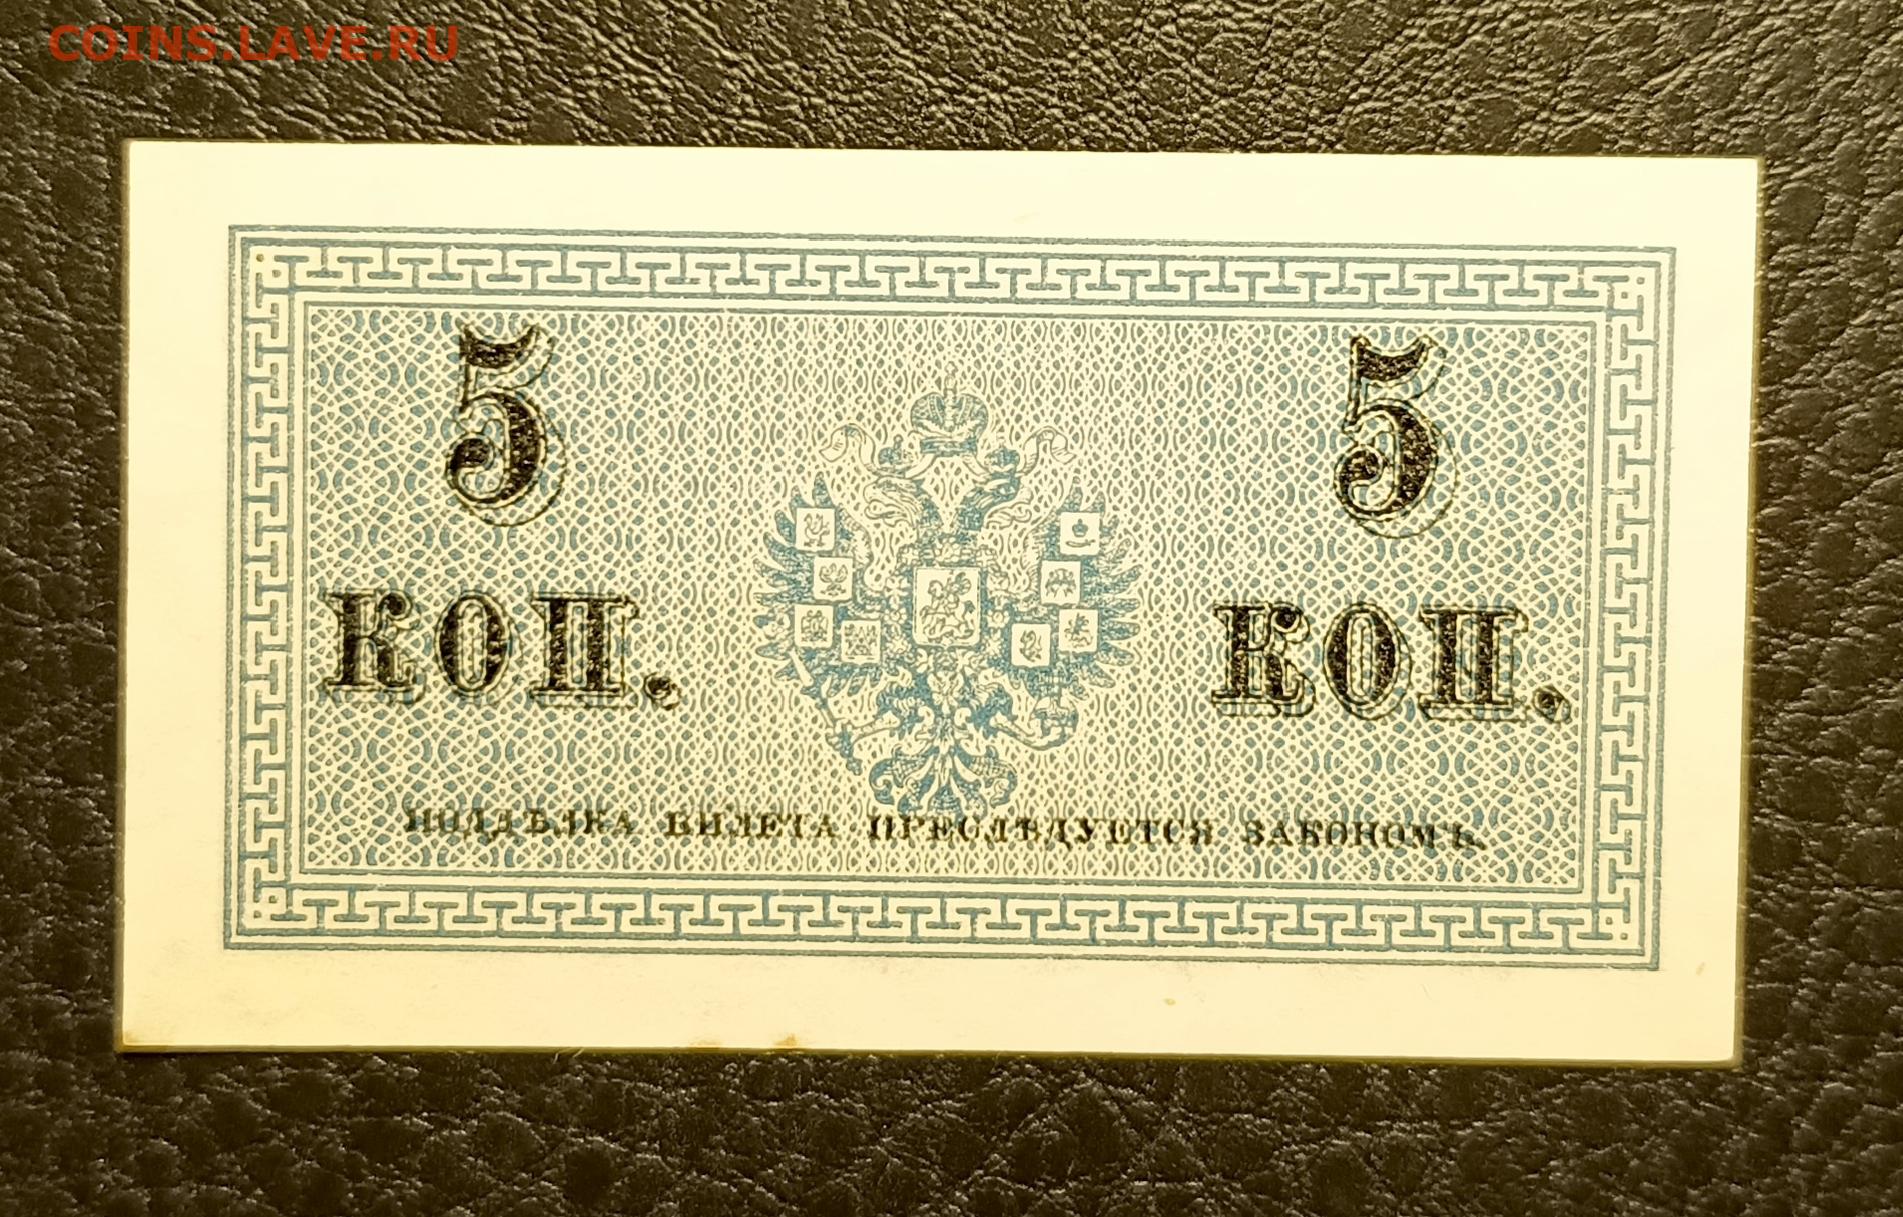 COINS.LAVE.RU
5 5
КОП. КОП.
ПОДДѢЛКА БИЛЕТА ПРЕСЛѢДУЕТСЯ ЗАКОНОМЪ.